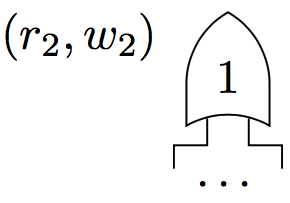 (r₂, w₂)
1
...